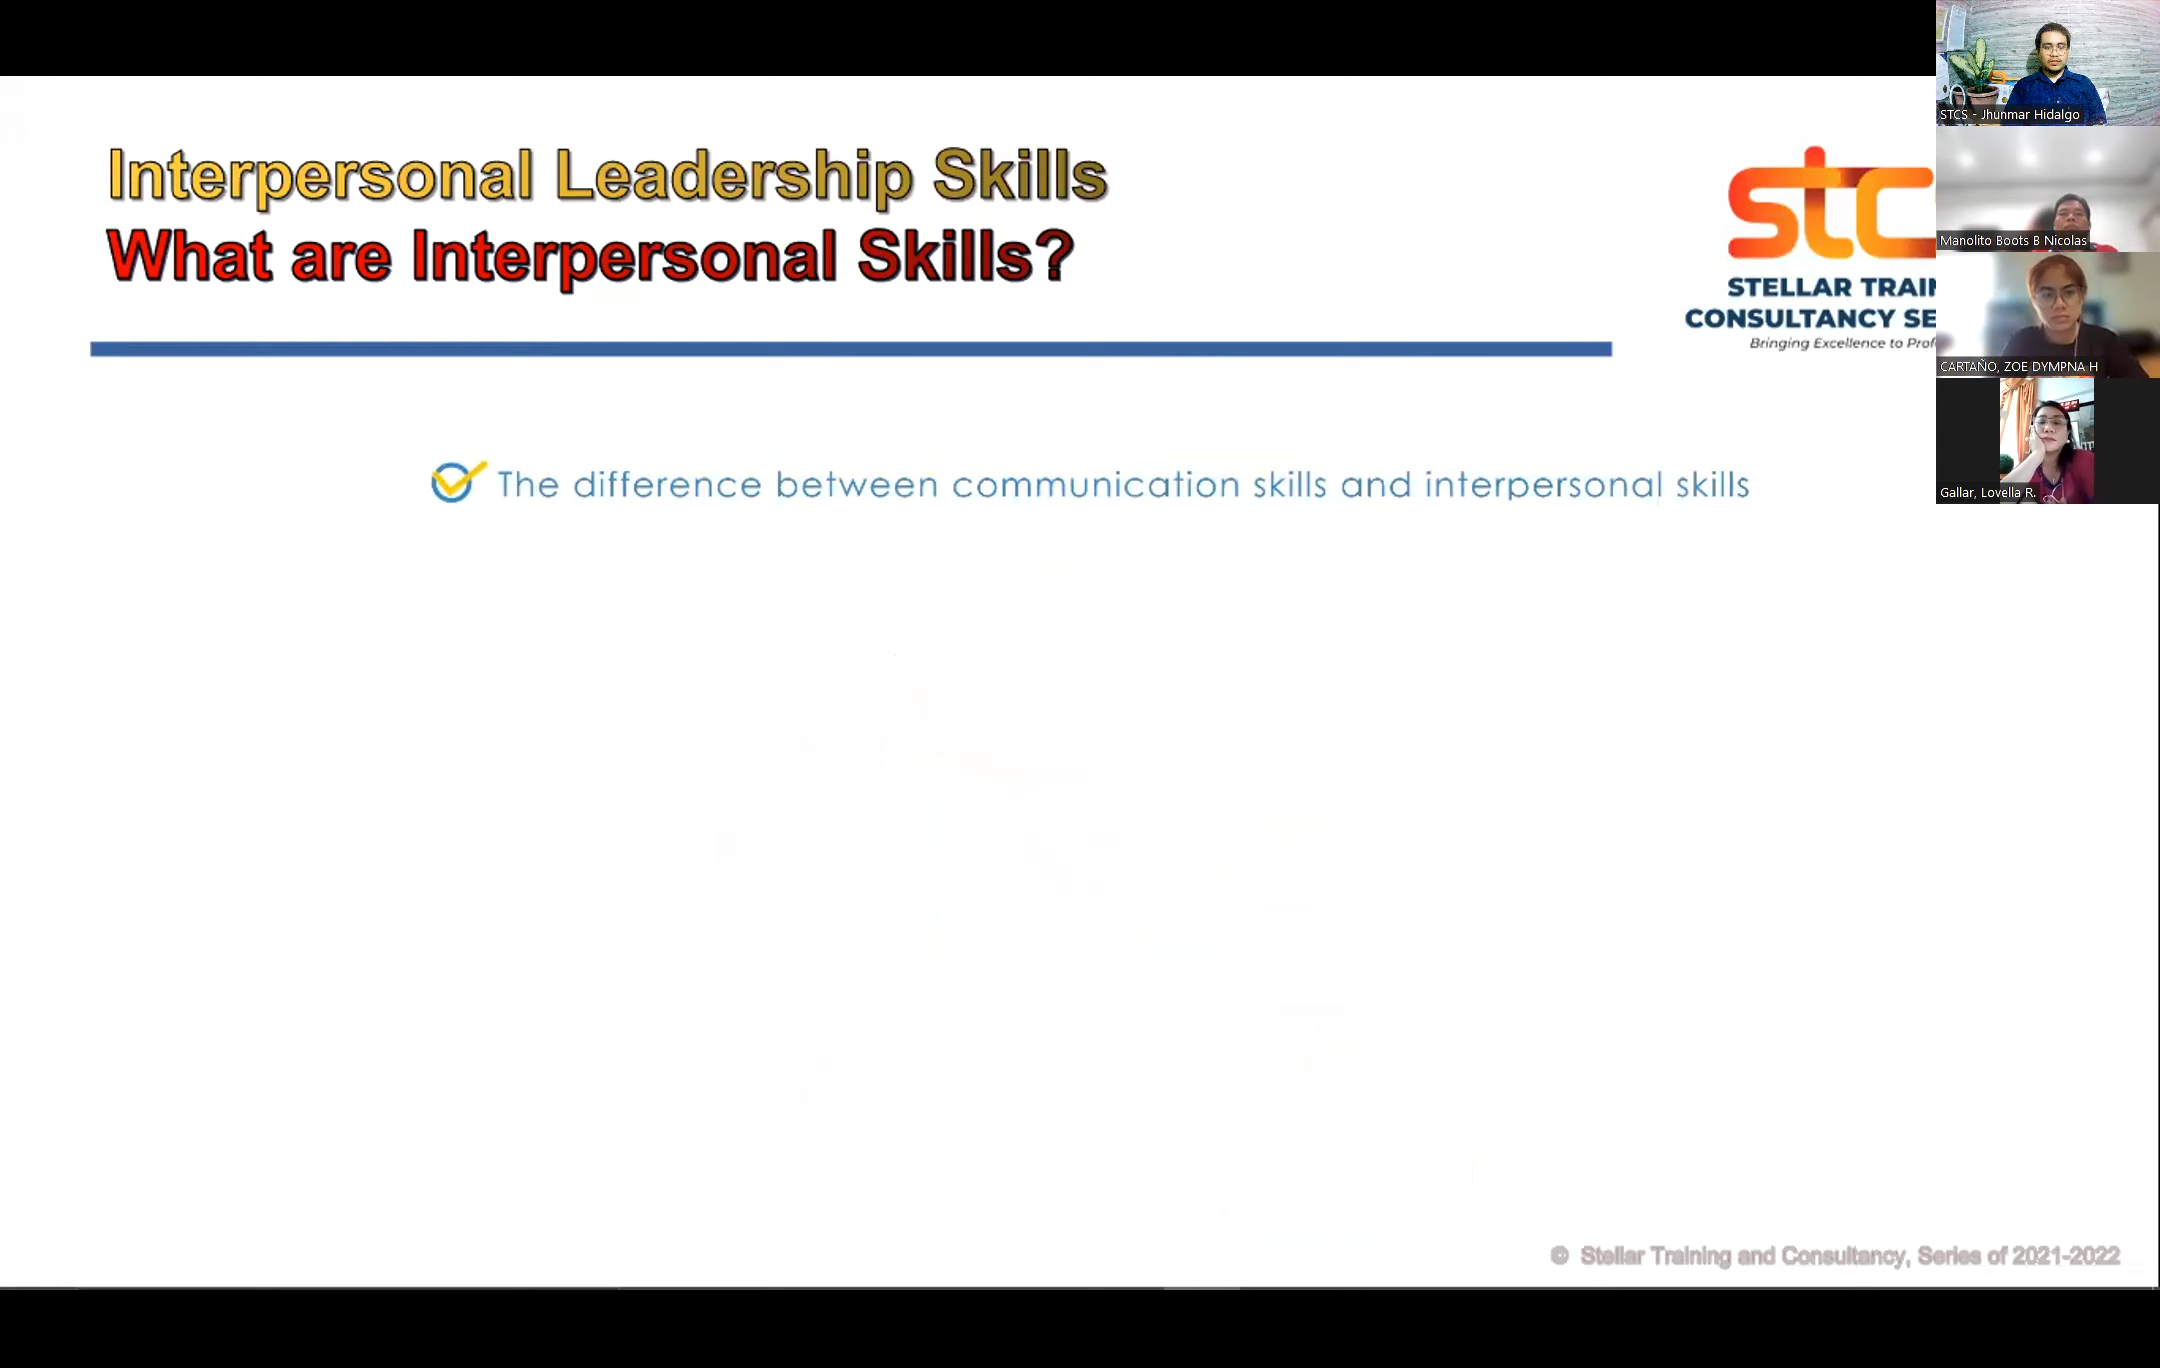 Interpersonal Leadership Skills
What are Interpersonal Skills?
stc
STELLAR TRAIN
CONSULTANCY SE
Bringing Excellence to Prof
The difference between communication skills and interpersonal skills
STCS - Jhunmar Hidalgo
Manolito Boots B Nicolas
CARTAÑO, ZOE DYMPNA H
Gallar, Lovella R.
© Stellar Training and Consultancy, Series of 2021-2022